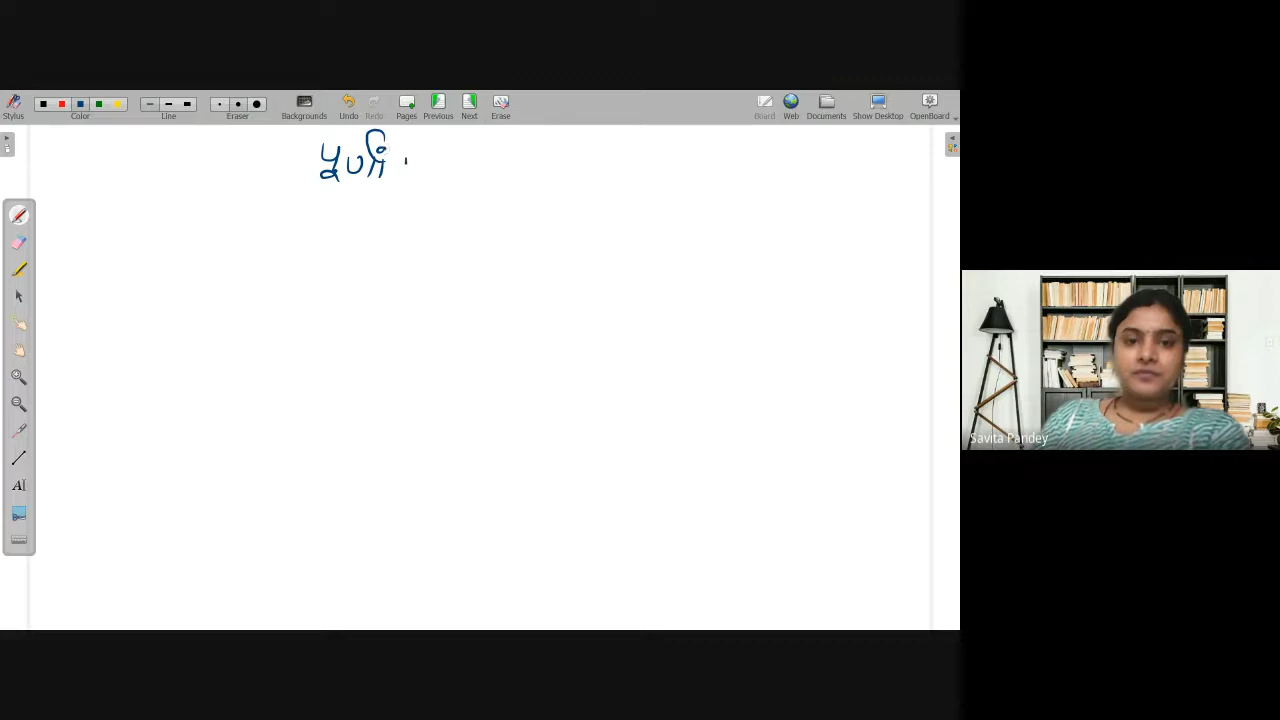 Stylus
Color
Line
Eraser
Backgrounds
Undo
Redo
Pages
Previous
Next
Erase
Board
Web
Documents
Show Desktop
OpenBoard
Savita Pandey